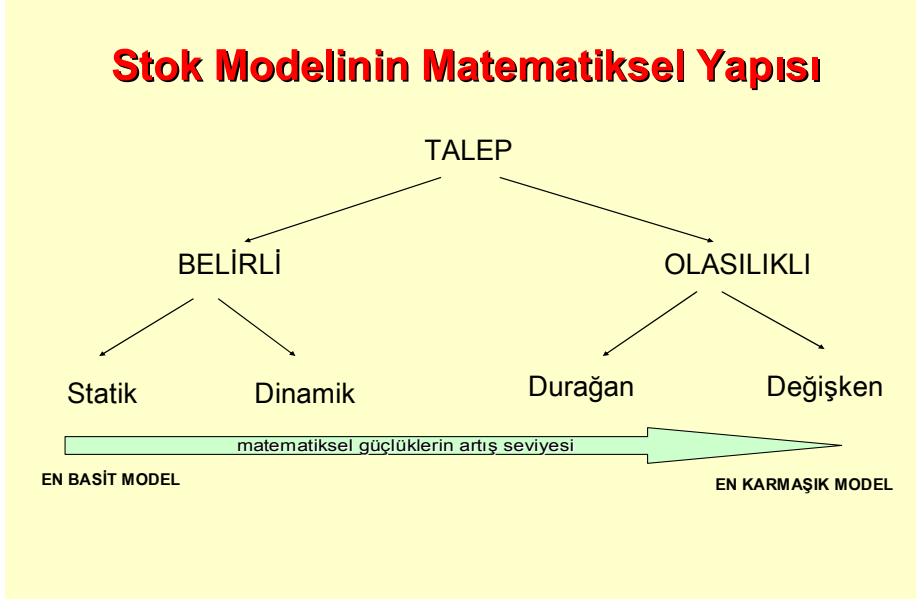 Stok Modelinin Matematiksel Yapısı
TALEP
BELİRLİ
OLASILIKLI
Statik
Dinamik
Durağan
Değişken
matematiksel güçlüklerin artış seviyesi
EN BASİT MODEL
EN KARMAŞIK MODEL